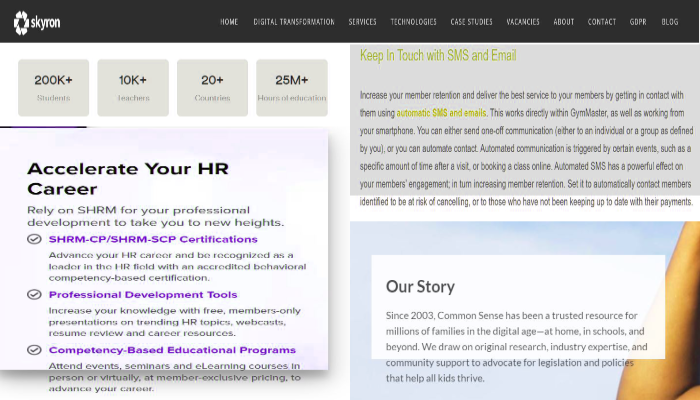 skyron
HOME DIGITAL TRANSFORMATION SERVICES TECHNOLOGIES CASE STUDIES VACANCIES ABOUT CONTACT GDPR BLOG
200K+ 10K+ 20+ 25M+
Students Teachers Countries Hours of education
Accelerate Your HR
Career
Rely on SHRM for your professional
development to take you to new heights.
SHRM-CP/SHRM-SCP Certifications
Advance your HR career and be recognized as a
leader in the HR field with an accredited behavioral
competency-based certification.
Professional Development Tools
Increase your knowledge with free, members-only
presentations on trending HR topics, webcasts,
resume review and career resources.
Competency-Based Educational Programs
Attend events, seminars and eLearning courses in
person or virtually, at member-exclusive pricing, to
advance your career.
Keep In Touch with SMS and Email
Increase your member retention and deliver the best service to your members by getting in contact with
them using automatic SMS and emails. This works directly within GymMaster, as well as working from
your smartphone. You can either send one-off communication (either to an individual or a group as defined
by you), or you can automate contact. Automated communication is triggered by certain events, such as a
specific amount of time after a visit, or booking a class online. Automated SMS has a powerful effect on
your members' engagement; in turn increasing member retention. Set it to automatically contact members
identified to be at risk of cancelling, or to those who have not been keeping up to date with their payments.
Our Story
Since 2003, Common Sense has been a trusted resource for
millions of families in the digital age—at home, in schools, and
beyond. We draw on original research, industry expertise, and
community support to advocate for legislation and policies
that help all kids thrive.